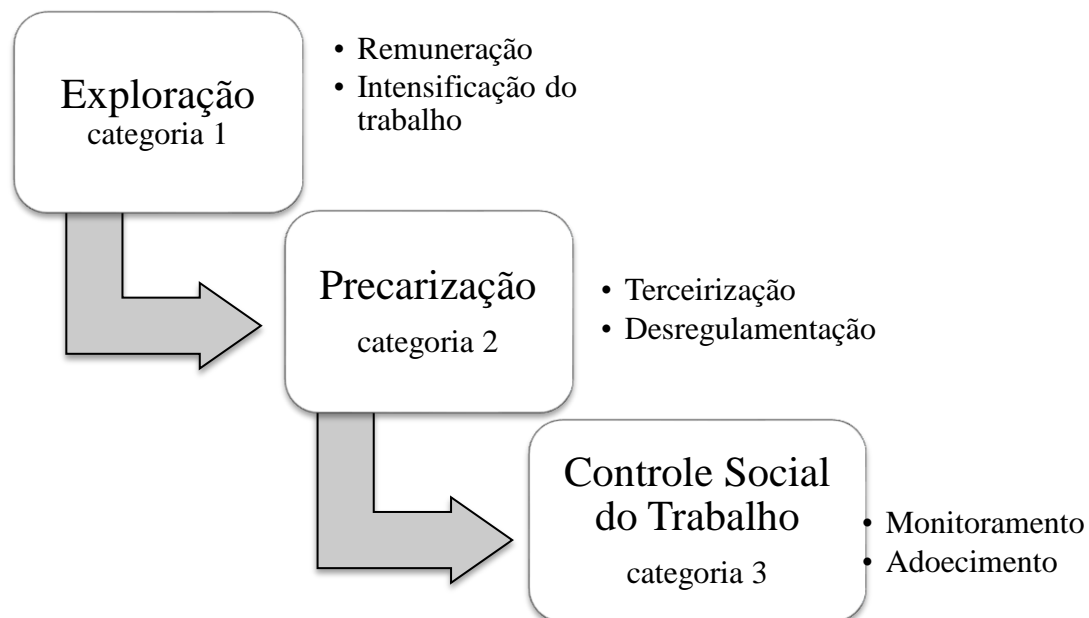 Exploração
categoria 1
• Remuneração
• Intensificação do
trabalho
Precarização
categoria 2
• Terceirização
• Desregulamentação
Controle Social
do Trabalho
categoria 3
• Monitoramento
• Adoecimento